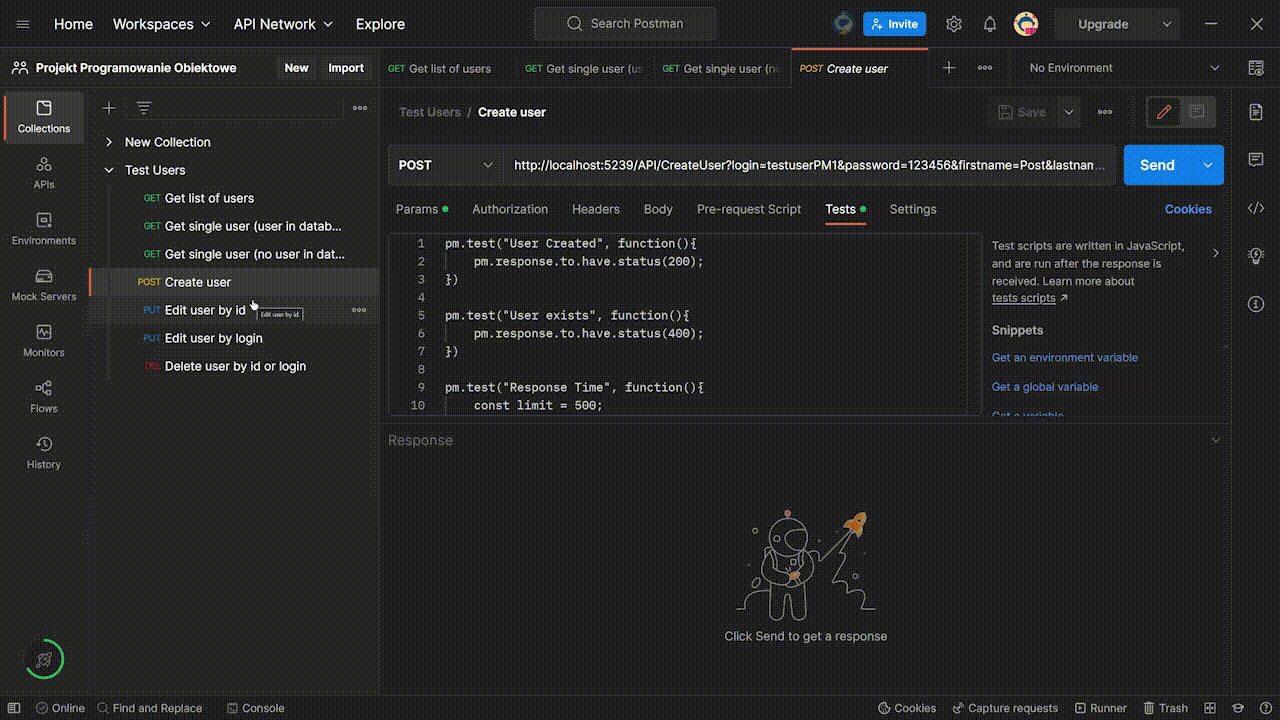 Home Workspaces API Network Explore Search Postman Invite Upgrade
Projekt Programowanie Obiektowe New Import
GET Get list of users GET Get single user (us GET Get single user (no POST Create user No Environment
Collections
APIs
Environments
Mock Servers
Monitors
Flows
History
New Collection
Test Users
GET Get list of users
GET Get single user (user in datab...
GET Get single user (no user in dat...
POST Create user
PUT Edit user by id
Edit user by id
PUT Edit user by login
DEL Delete user by id or login
Test Users / Create user Save
POST http://localhost:5239/API/CreateUser?login=testuserPM1&password=123456&firstname=Post&lastnam... Send
Params Authorization Headers Body Pre-request Script Tests Settings Cookies
1 pm.test("User Created", function(){
2 pm.response.to.have.status(200);
3 })
4
5 pm.test("User exists", function(){
6 pm.response.to.have.status(400);
7 })
8
9 pm.test("Response Time", function(){
10 const limit = 500;
Test scripts are written in JavaScript,
and are run after the response is
received. Learn more about
tests scripts
Snippets
Get an environment variable
Get a global variable
Get a variable
Response
Click Send to get a response
Online Find and Replace Console Cookies Capture requests Runner Trash